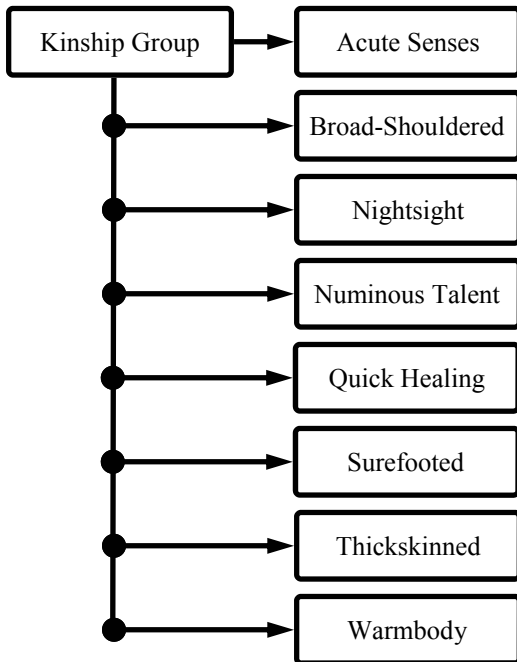 Kinship Group
Acute Senses
Broad-Shouldered
Nightsight
Numinous Talent
Quick Healing
Surefooted
Thickskinned
Warmbody